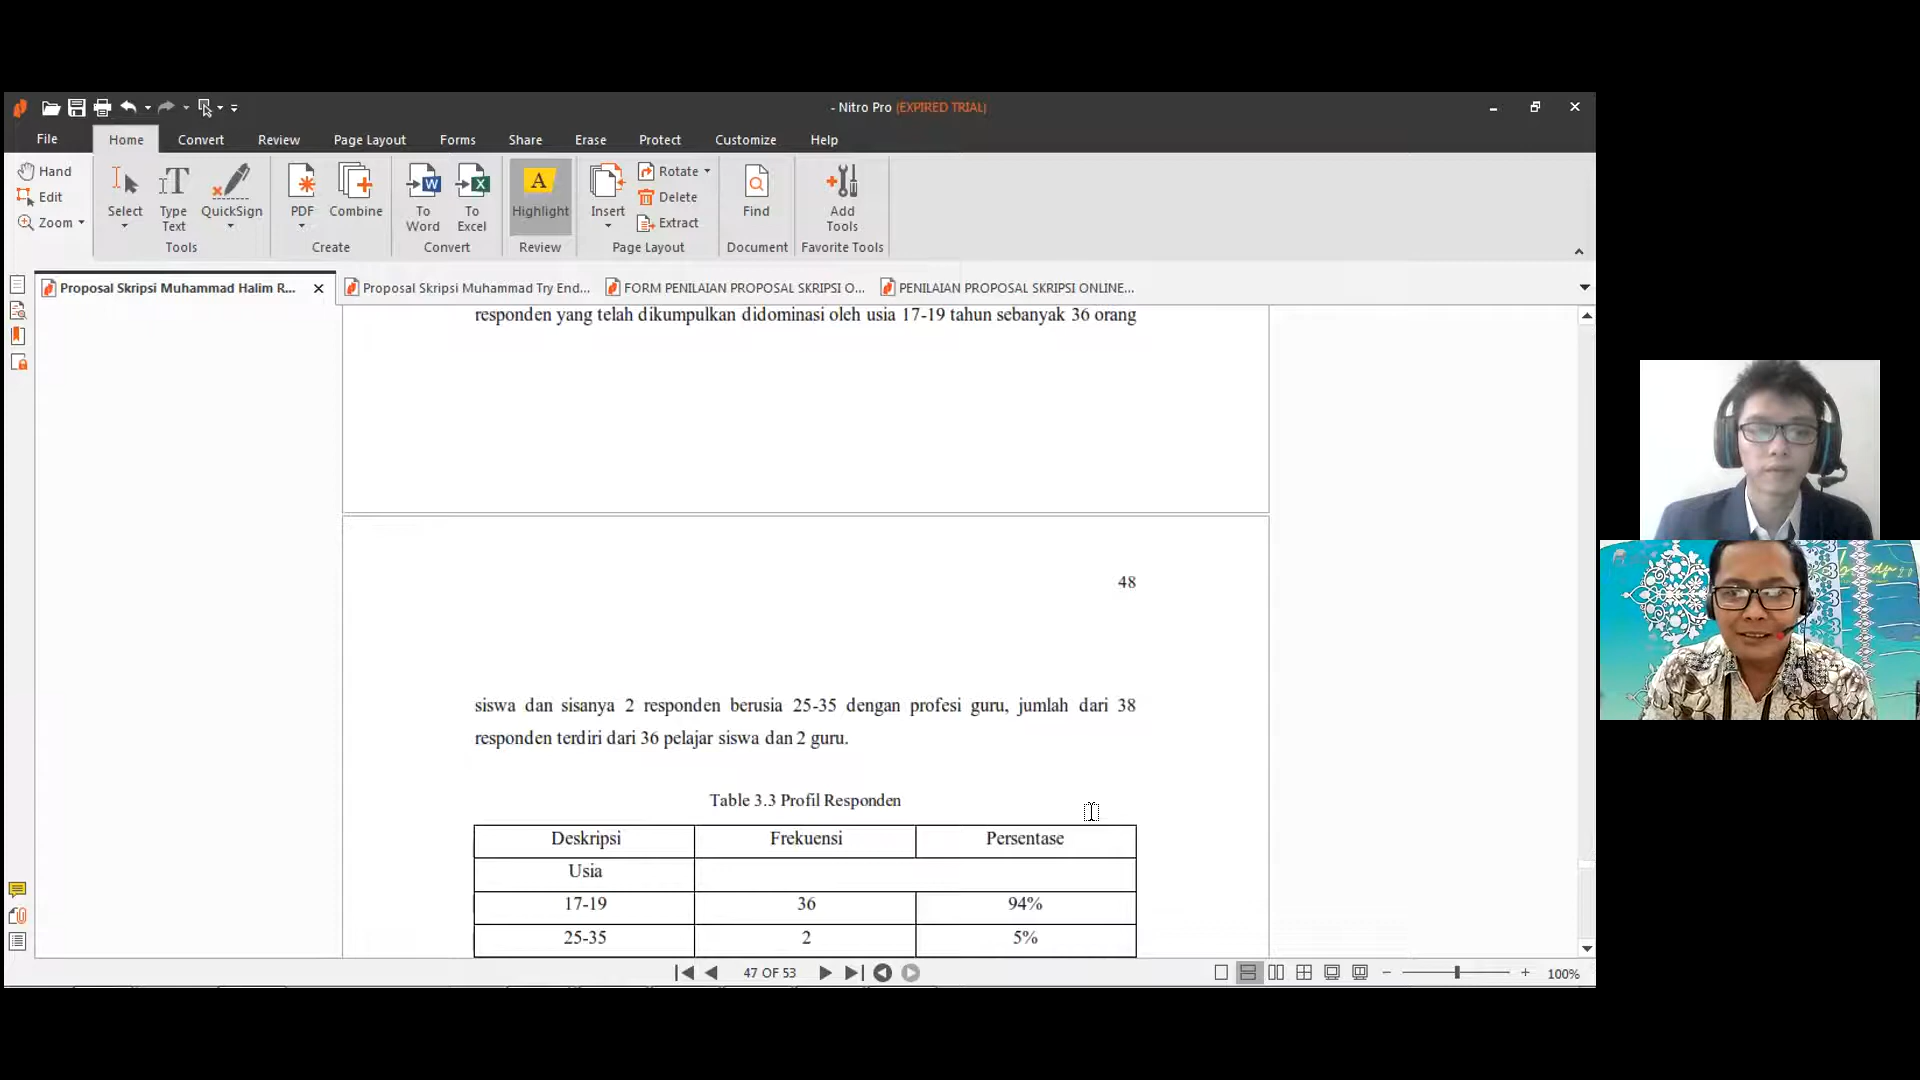 - Nitro Pro (EXPIRED TRIAL)
File Home Convert Review Page Layout Forms Share Erase Protect Customize Help
Hand
Edit
Zoom
Select
Type Text
QuickSign
Tools
PDF
Combine
Create
To Word
To Excel
Convert
A
Highlight
Review
Insert
Rotate
Delete
Extract
Page Layout
Find
Document
Add Tools
Favorite Tools
Proposal Skripsi Muhammad Halim R...
Proposal Skripsi Muhammad Try End...
FORM PENILAIAN PROPOSAL SKRIPSI O...
PENILAIAN PROPOSAL SKRIPSI ONLINE...
responden yang telah dikumpulkan didominasi oleh usia 17-19 tahun sebanyak 36 orang
48
siswa dan sisanya 2 responden berusia 25-35 dengan profesi guru, jumlah dari 38
responden terdiri dari 36 pelajar siswa dan 2 guru.
Table 3.3 Profil Responden
Deskripsi Frekuensi Persentase
Usia
17-19 36 94%
25-35 2 5%
47 OF 53
100%